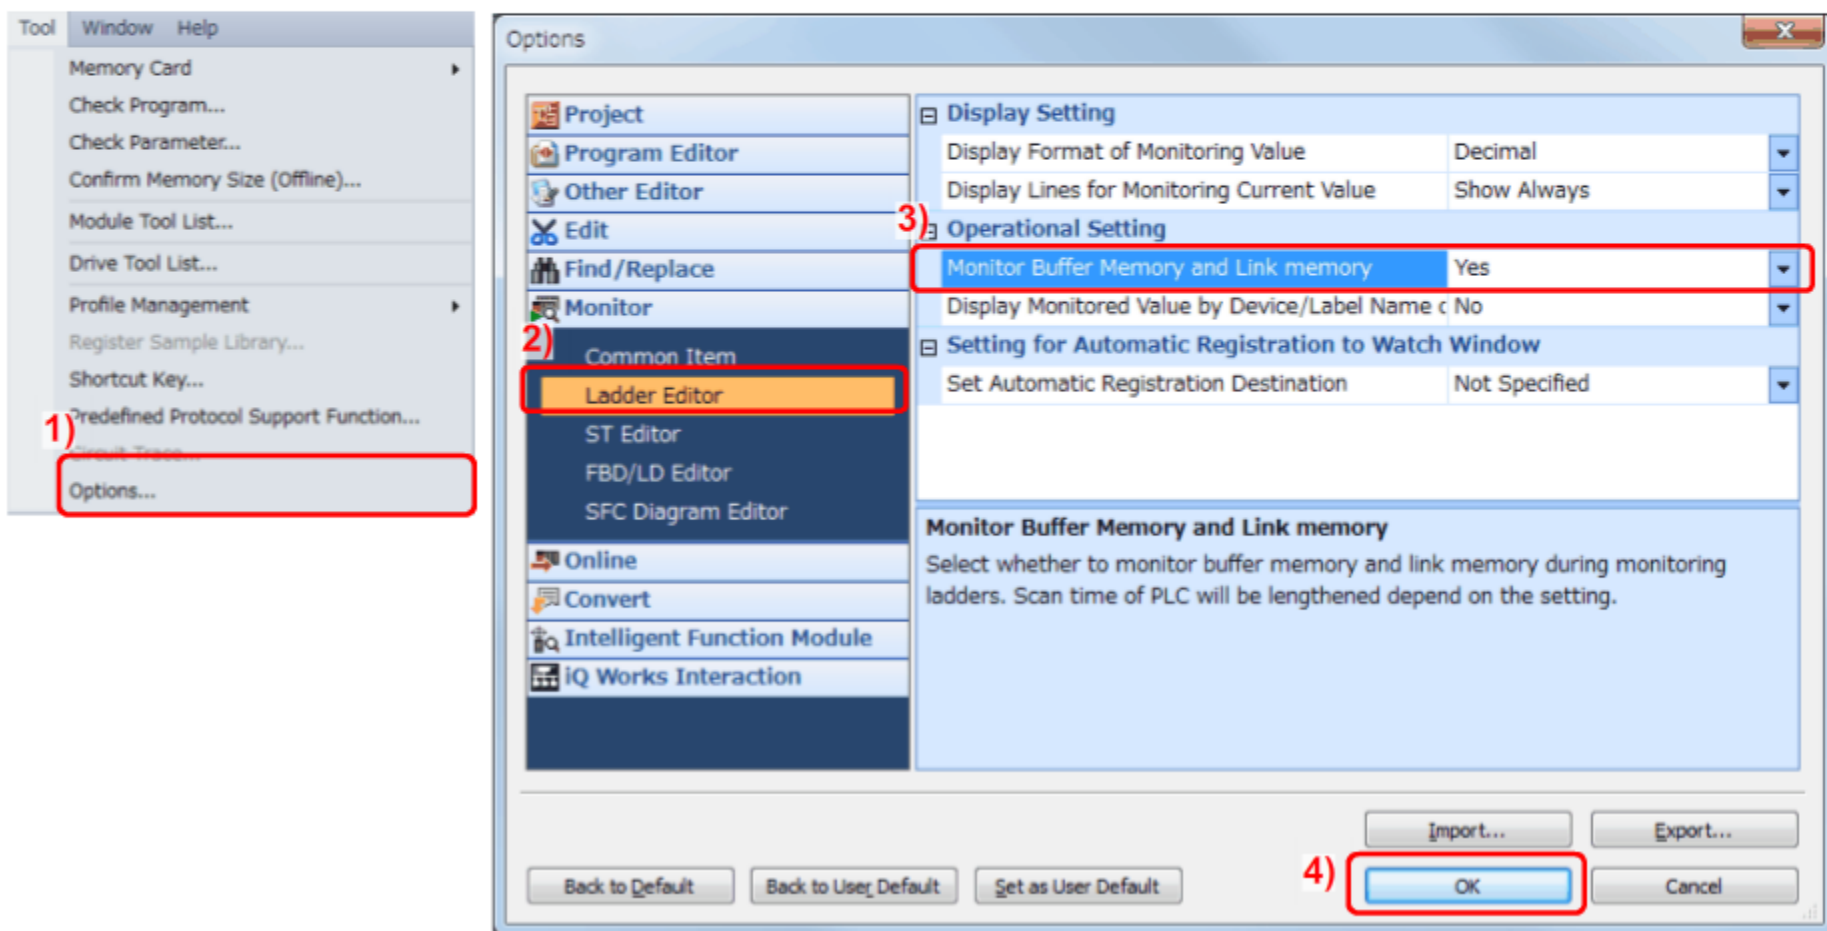 Tool Window Help
Memory Card
Check Program...
Check Parameter...
Confirm Memory Size (Offline)...
Module Tool List...
Drive Tool List...
Profile Management
Register Sample Library...
Shortcut Key...
Predefined Protocol Support Function...
1)
Circuit Trace...
Options...
Options
Project
Program Editor
Other Editor
Edit
Find/Replace
Monitor
2)
Common Item
Ladder Editor
ST Editor
FBD/LD Editor
SFC Diagram Editor
Online
Convert
Intelligent Function Module
iQ Works Interaction
Display Setting
Display Format of Monitoring Value Decimal
Display Lines for Monitoring Current Value Show Always
3)
Operational Setting
Monitor Buffer Memory and Link memory Yes
Display Monitored Value by Device/Label Name No
Setting for Automatic Registration to Watch Window
Set Automatic Registration Destination Not Specified
Monitor Buffer Memory and Link memory
Select whether to monitor buffer memory and link memory during monitoring
ladders. Scan time of PLC will be lengthened depend on the setting.
Import... Export...
Back to Default Back to User Default Set as User Default 4) OK Cancel